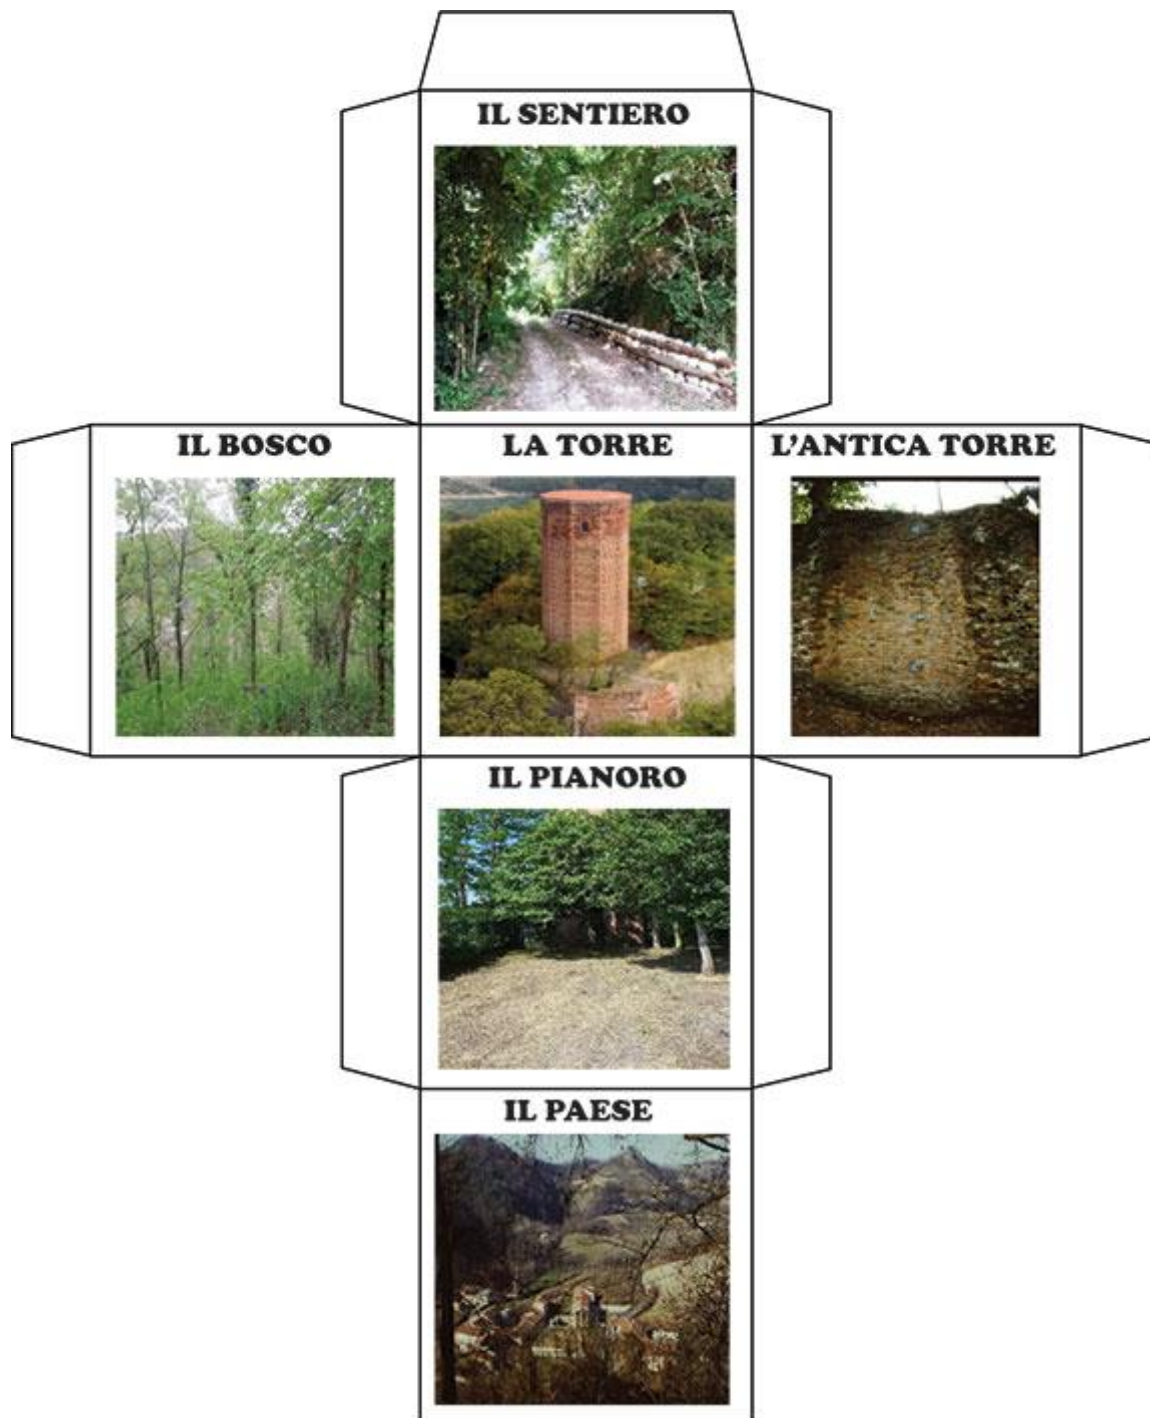 IL SENTIERO
IL BOSCO
LA TORRE
L’ANTICA TORRE
IL PIANORO
IL PAESE